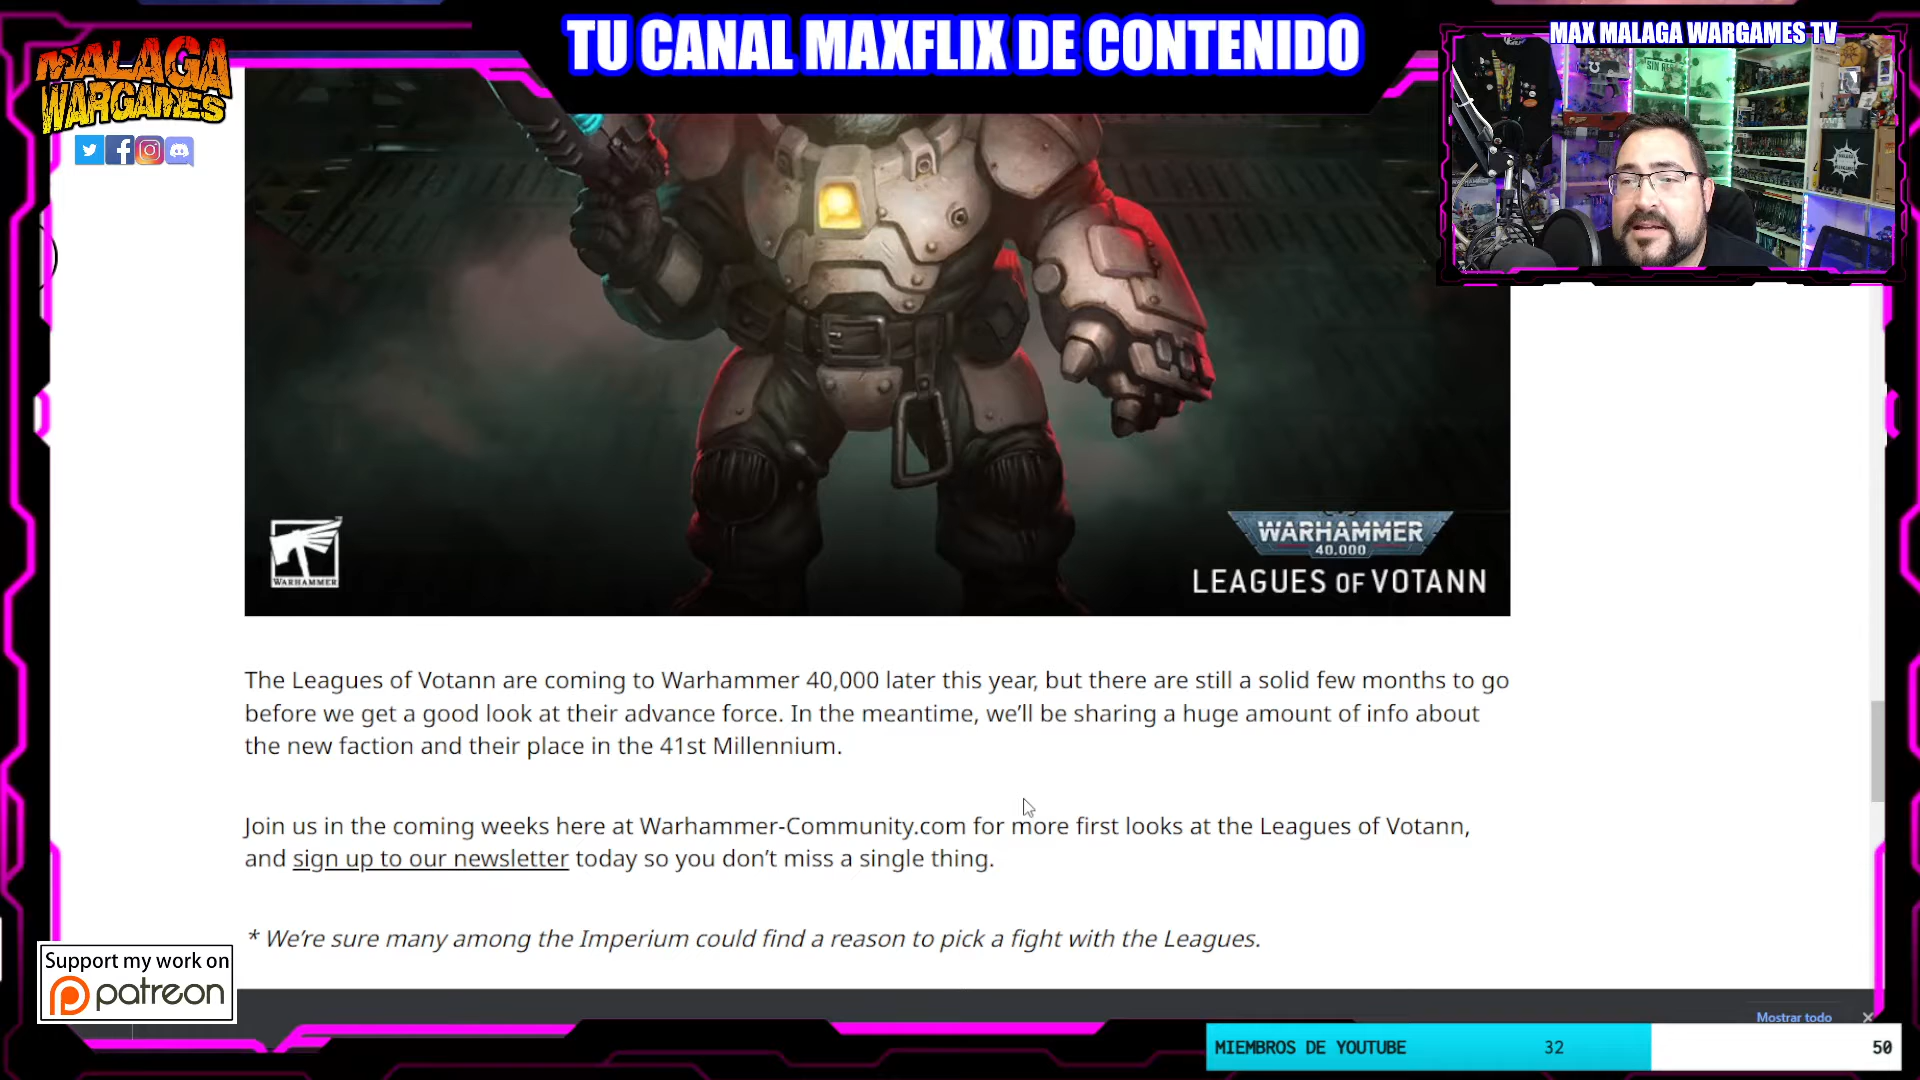 TU CANAL MAXFLIX DE CONTENIDO
MAX MALAGA WARGAMES TV
MALAGA
WARGAMES
SIN
WARHAMMER
WARHAMMER
40,000
LEAGUES OF VOTANN
The Leagues of Votann are coming to Warhammer 40,000 later this year, but there are still a solid few months to go
before we get a good look at their advance force. In the meantime, we’ll be sharing a huge amount of info about
the new faction and their place in the 41st Millennium.
Join us in the coming weeks here at Warhammer-Community.com for more first looks at the Leagues of Votann,
and sign up to our newsletter today so you don’t miss a single thing.
* We’re sure many among the Imperium could find a reason to pick a fight with the Leagues.
Support my work on
patreon
Mostrar todo
MIEMBROS DE YOUTUBE 32 50